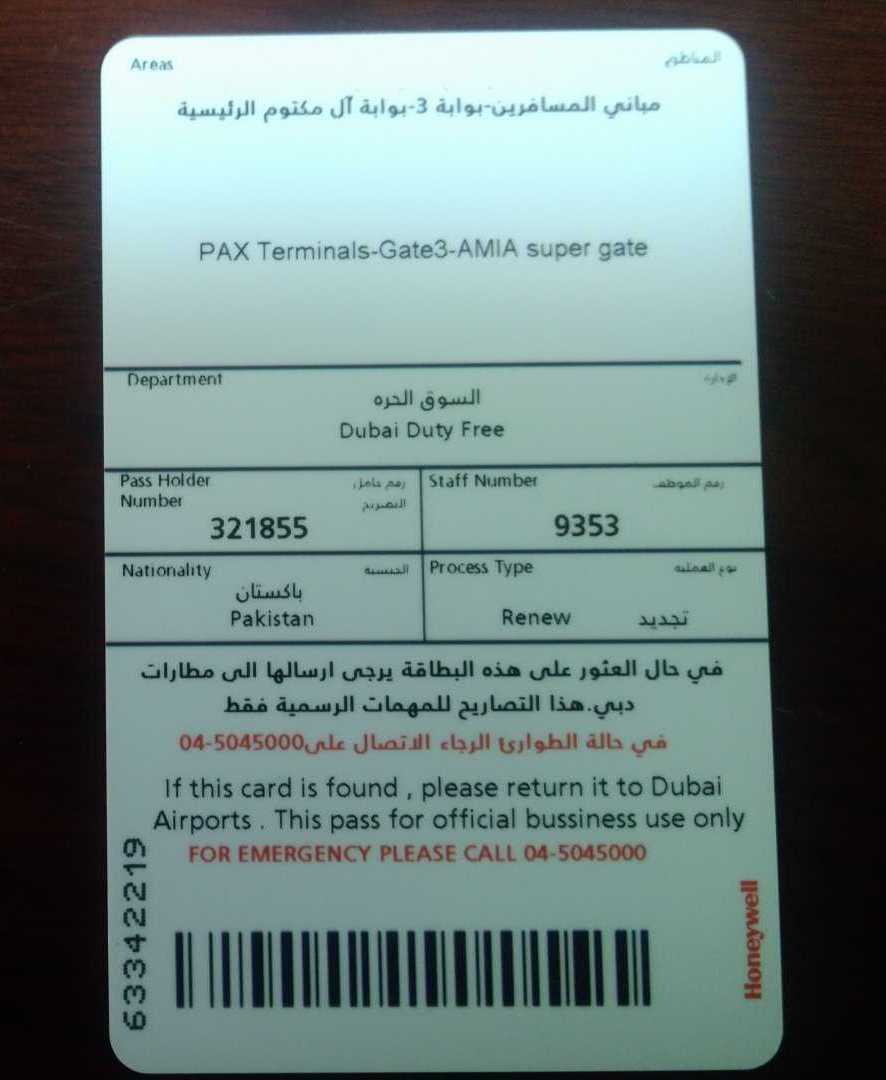 Areas المناطق
مباني المسافرين-بوابة 3-بوابة آل مكتوم الرئيسية
PAX Terminals-Gate3-AMIA super gate
Department الإدارة
السوق الحره
Dubai Duty Free
Pass Holder رقم حامل
Number التصريح
321855
Staff Number رقم الموظف
9353
Nationality الجنسية
باكستان
Pakistan
Process Type نوع العملية
Renew تجديد
في حال العثور على هذه البطاقة يرجى ارسالها الى مطارات
دبي.هذا التصاريح للمهمات الرسمية فقط
في حالة الطوارئ الرجاء الاتصال على04-5045000
If this card is found , please return it to Dubai
Airports . This pass for official bussiness use only
FOR EMERGENCY PLEASE CALL 04-5045000
63342219
Honeywell